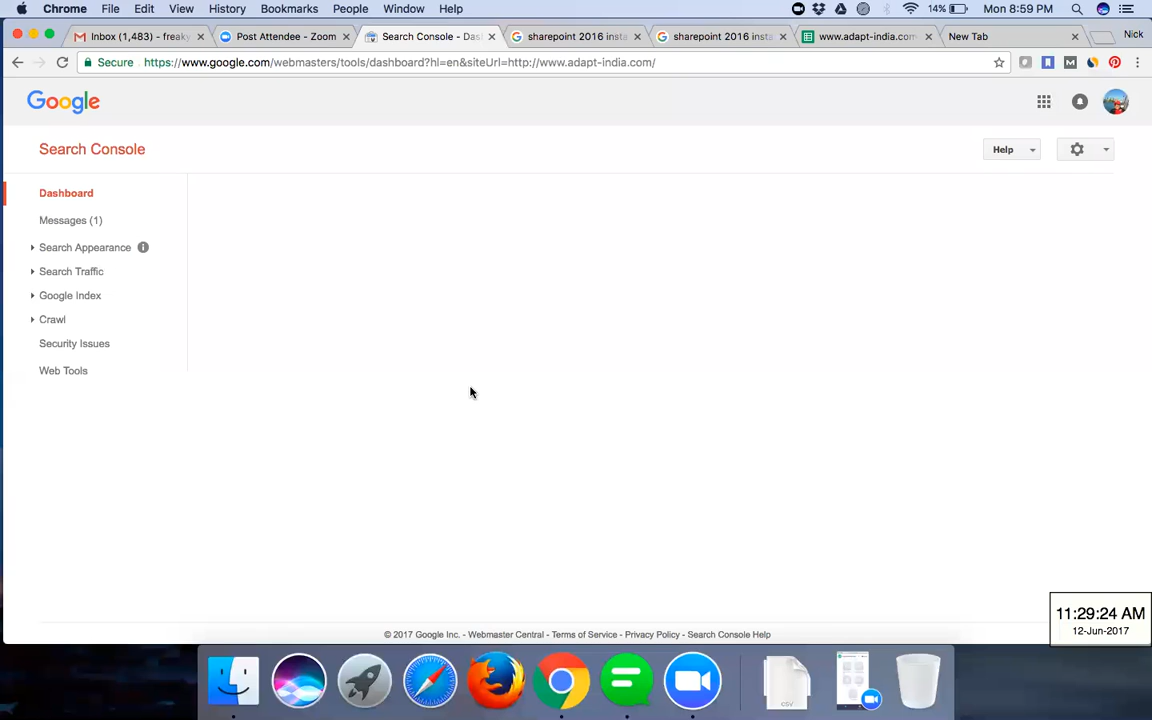 Chrome File Edit View History Bookmarks People Window Help 14% Mon 8:59 PM
Inbox (1,483) - freaky Post Attendee - Zoom Search Console - Das sharepoint 2016 insta sharepoint 2016 insta www.adapt-india.com New Tab Nick
Secure https://www.google.com/webmasters/tools/dashboard?hl=en&siteUrl=http://www.adapt-india.com/
Google
Search Console Help
Dashboard
Messages (1)
Search Appearance
Search Traffic
Google Index
Crawl
Security Issues
Web Tools
11:29:24 AM
12-Jun-2017
© 2017 Google Inc. - Webmaster Central - Terms of Service - Privacy Policy - Search Console Help
CSV